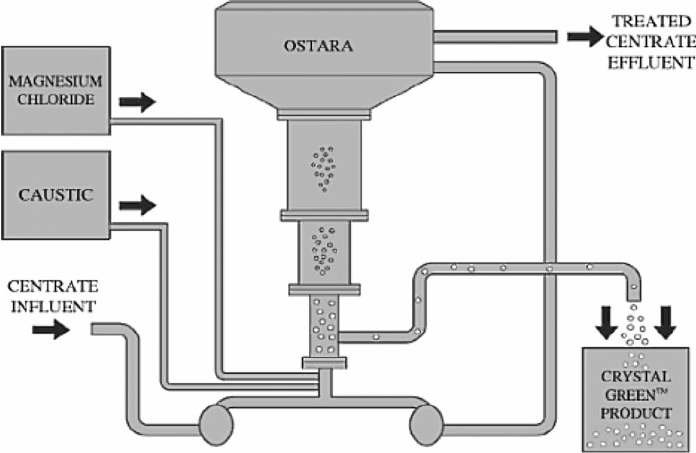 OSTARA
TREATED
CENTRATE
EFFLUENT
MAGNESIUM
CHLORIDE
CAUSTIC
CENTRATE
INFLUENT
CRYSTAL
GREEN™
PRODUCT